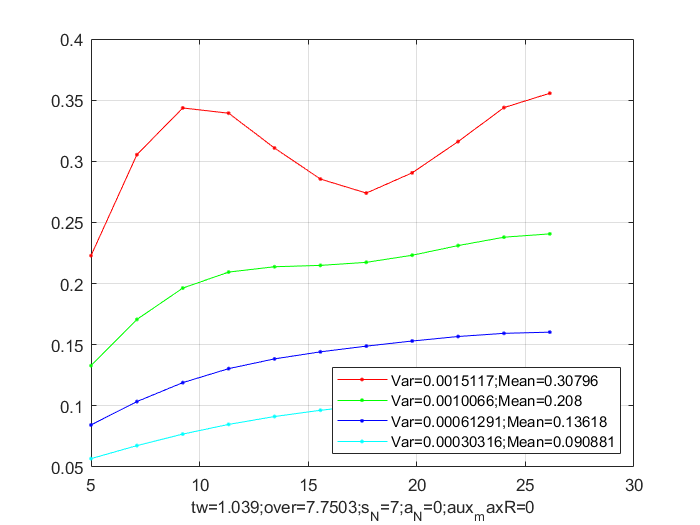 0.4
0.35
0.3
0.25
0.2
0.15
0.1
0.05
Var=0.0015117;Mean=0.30796
Var=0.0010066;Mean=0.208
Var=0.00061291;Mean=0.13618
Var=0.00030316;Mean=0.090881
5 10 15 20 25 30
tw=1.039;over=7.7503;s_N=7;a_N=0;aux_maxR=0